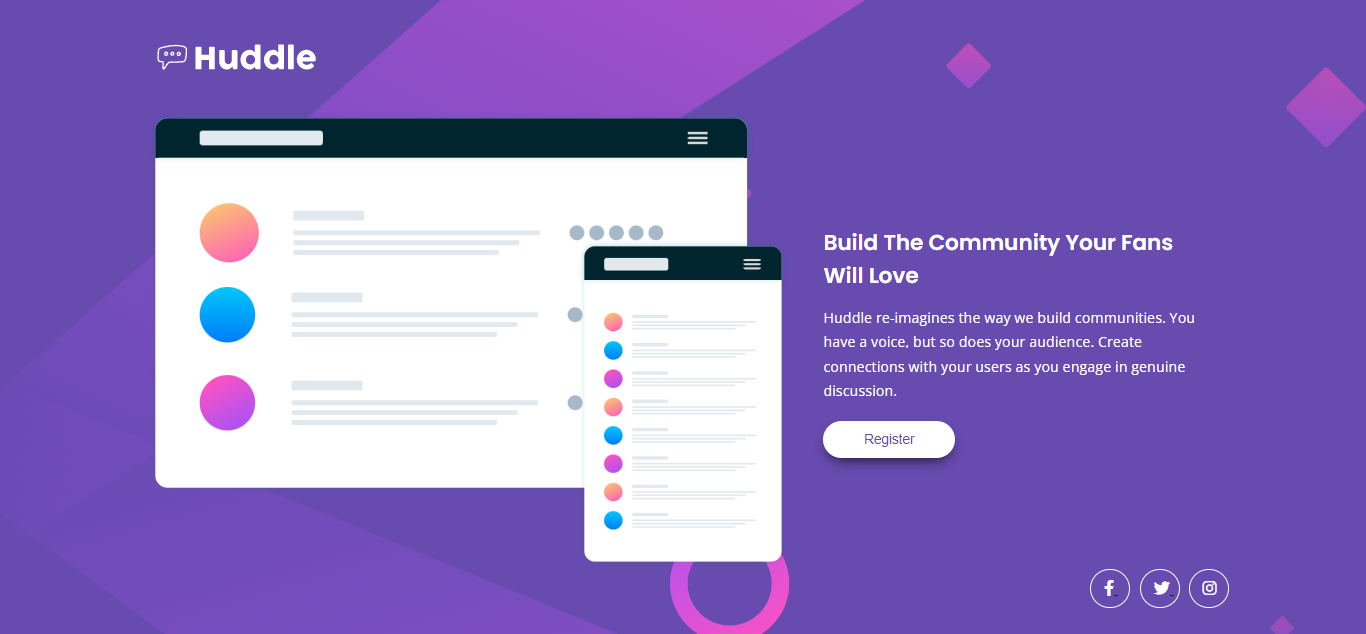 Huddle
Build The Community Your Fans
Will Love
Huddle re-imagines the way we build communities. You
have a voice, but so does your audience. Create
connections with your users as you engage in genuine
discussion.
Register